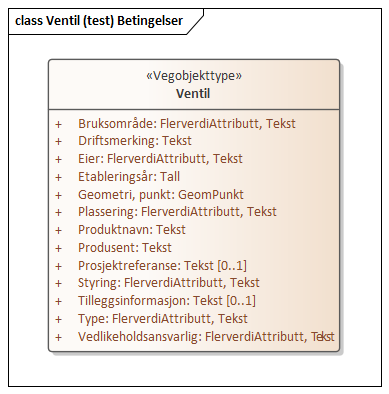 class Ventil (test) Betingelser
«Vegobjekttype»
Ventil
+ Bruksområde: FlerverdiAttributt, Tekst
+ Driftsmerking: Tekst
+ Eier: FlerverdiAttributt, Tekst
+ Etableringsår: Tall
+ Geometri, punkt: GeomPunkt
+ Plassering: FlerverdiAttributt, Tekst
+ Produktnavn: Tekst
+ Produsent: Tekst
+ Prosjektreferanse: Tekst [0..1]
+ Styring: FlerverdiAttributt, Tekst
+ Tilleggsinformasjon: Tekst [0..1]
+ Type: FlerverdiAttributt, Tekst
+ Vedlikeholdsansvarlig: FlerverdiAttributt, Tekst